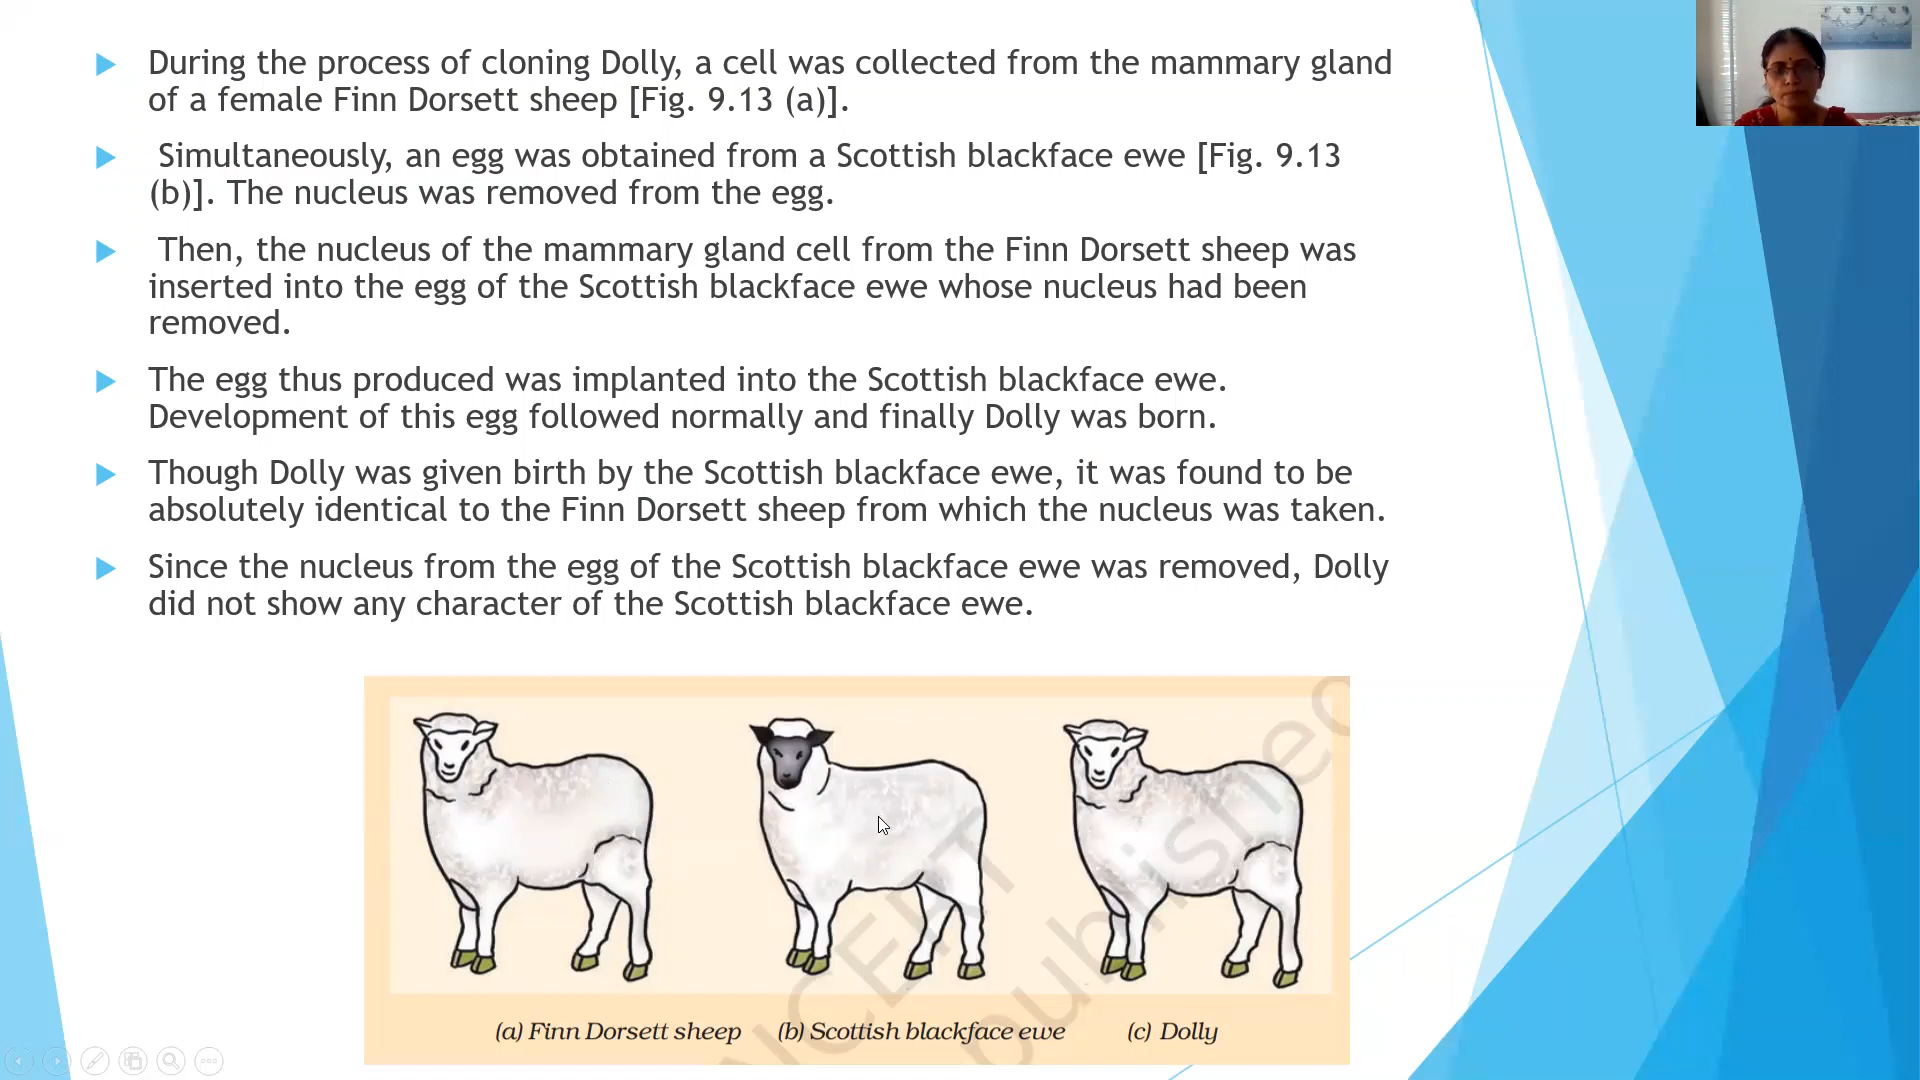 During the process of cloning Dolly, a cell was collected from the mammary gland
of a female Finn Dorsett sheep [Fig. 9.13 (a)].
Simultaneously, an egg was obtained from a Scottish blackface ewe [Fig. 9.13
(b)]. The nucleus was removed from the egg.
Then, the nucleus of the mammary gland cell from the Finn Dorsett sheep was
inserted into the egg of the Scottish blackface ewe whose nucleus had been
removed.
The egg thus produced was implanted into the Scottish blackface ewe.
Development of this egg followed normally and finally Dolly was born.
Though Dolly was given birth by the Scottish blackface ewe, it was found to be
absolutely identical to the Finn Dorsett sheep from which the nucleus was taken.
Since the nucleus from the egg of the Scottish blackface ewe was removed, Dolly
did not show any character of the Scottish blackface ewe.
NCERT
published
(a) Finn Dorsett sheep (b) Scottish blackface ewe (c) Dolly